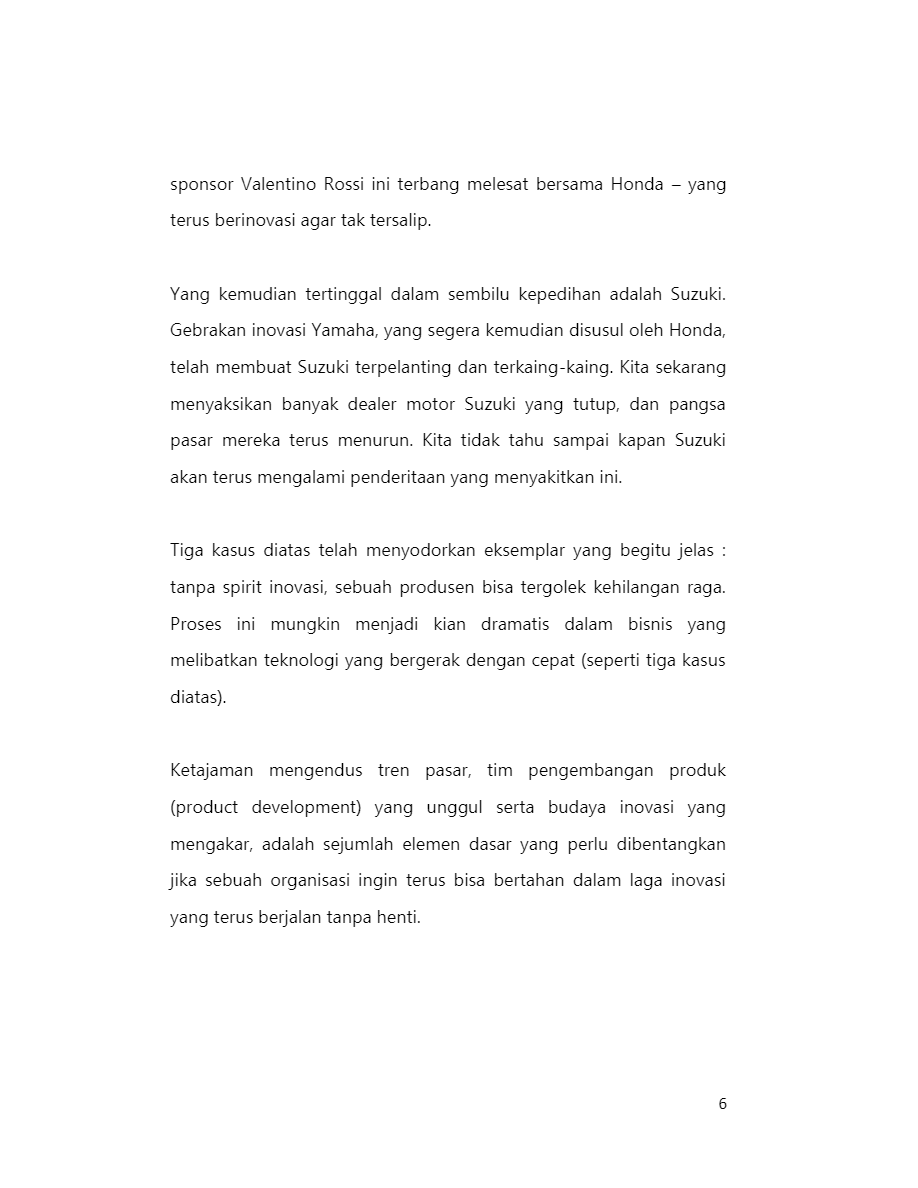 sponsor Valentino Rossi ini terbang melesat bersama Honda – yang
terus berinovasi agar tak tersalip.
Yang kemudian tertinggal dalam sembilu kepedihan adalah Suzuki.
Gebrakan inovasi Yamaha, yang segera kemudian disusul oleh Honda,
telah membuat Suzuki terpelanting dan terkaing-kaing. Kita sekarang
menyaksikan banyak dealer motor Suzuki yang tutup, dan pangsa
pasar mereka terus menurun. Kita tidak tahu sampai kapan Suzuki
akan terus mengalami penderitaan yang menyakitkan ini.
Tiga kasus diatas telah menyodorkan eksemplar yang begitu jelas :
tanpa spirit inovasi, sebuah produsen bisa tergolek kehilangan raga.
Proses ini mungkin menjadi kian dramatis dalam bisnis yang
melibatkan teknologi yang bergerak dengan cepat (seperti tiga kasus
diatas).
Ketajaman mengendus tren pasar, tim pengembangan produk
(product development) yang unggul serta budaya inovasi yang
mengakar, adalah sejumlah elemen dasar yang perlu dibentangkan
jika sebuah organisasi ingin terus bisa bertahan dalam laga inovasi
yang terus berjalan tanpa henti.
6